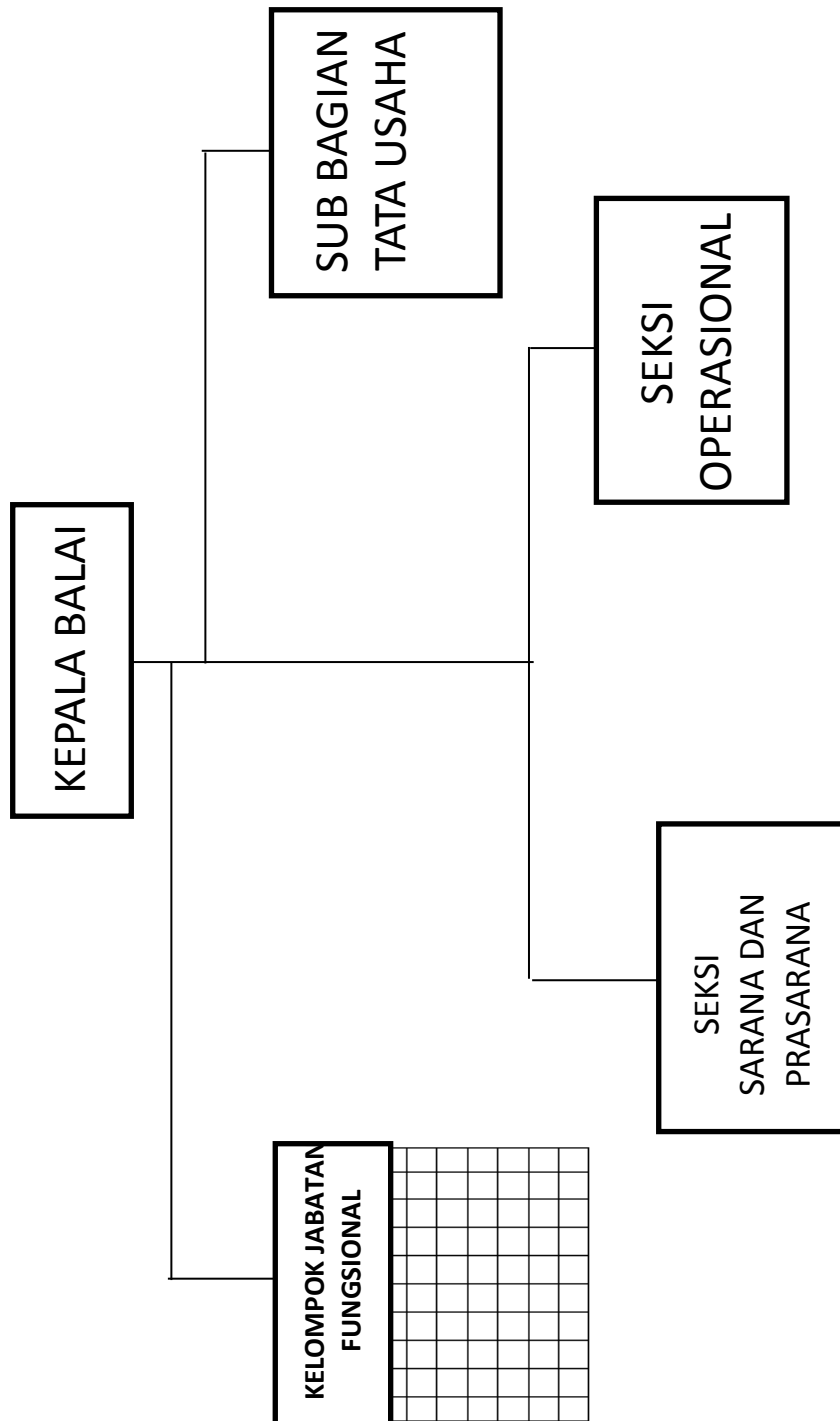 KEPALA BALAI
KELOMPOK JABATAN
FUNGSIONAL
SUB BAGIAN
TATA USAHA
SEKSI
SARANA DAN
PRASARANA
SEKSI
OPERASIONAL